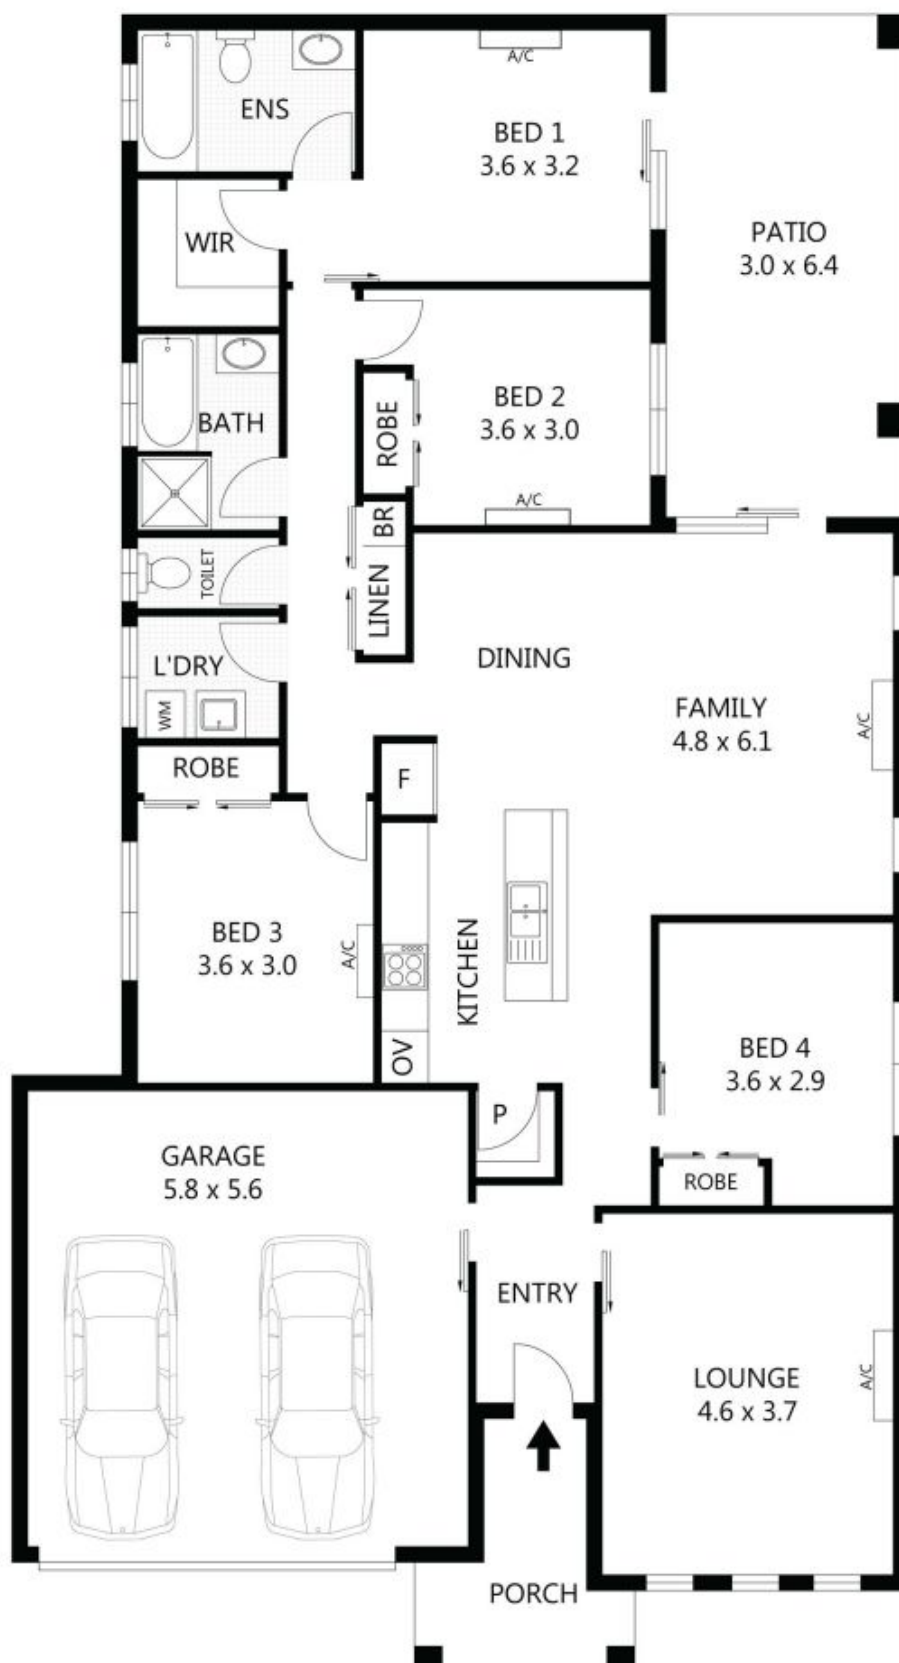 ENS
A/C
BED 1
3.6 x 3.2
WIR
PATIO
3.0 x 6.4
BATH
ROBE
BED 2
3.6 x 3.0
A/C
BR
TOILET
LINEN
L'DRY
WM
DINING
FAMILY
4.8 x 6.1
A/C
ROBE
F
BED 3
3.6 x 3.0
A/C
KITCHEN
OV
BED 4
3.6 x 2.9
P
GARAGE
5.8 x 5.6
ROBE
ENTRY
LOUNGE
4.6 x 3.7
A/C
PORCH